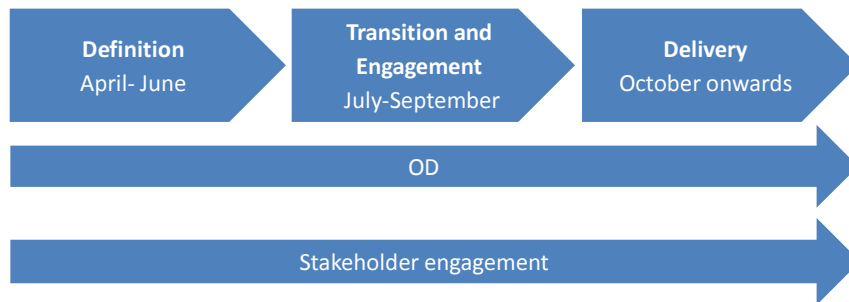 Definition
April- June
Transition and
Engagement
July-September
Delivery
October onwards
OD
Stakeholder engagement